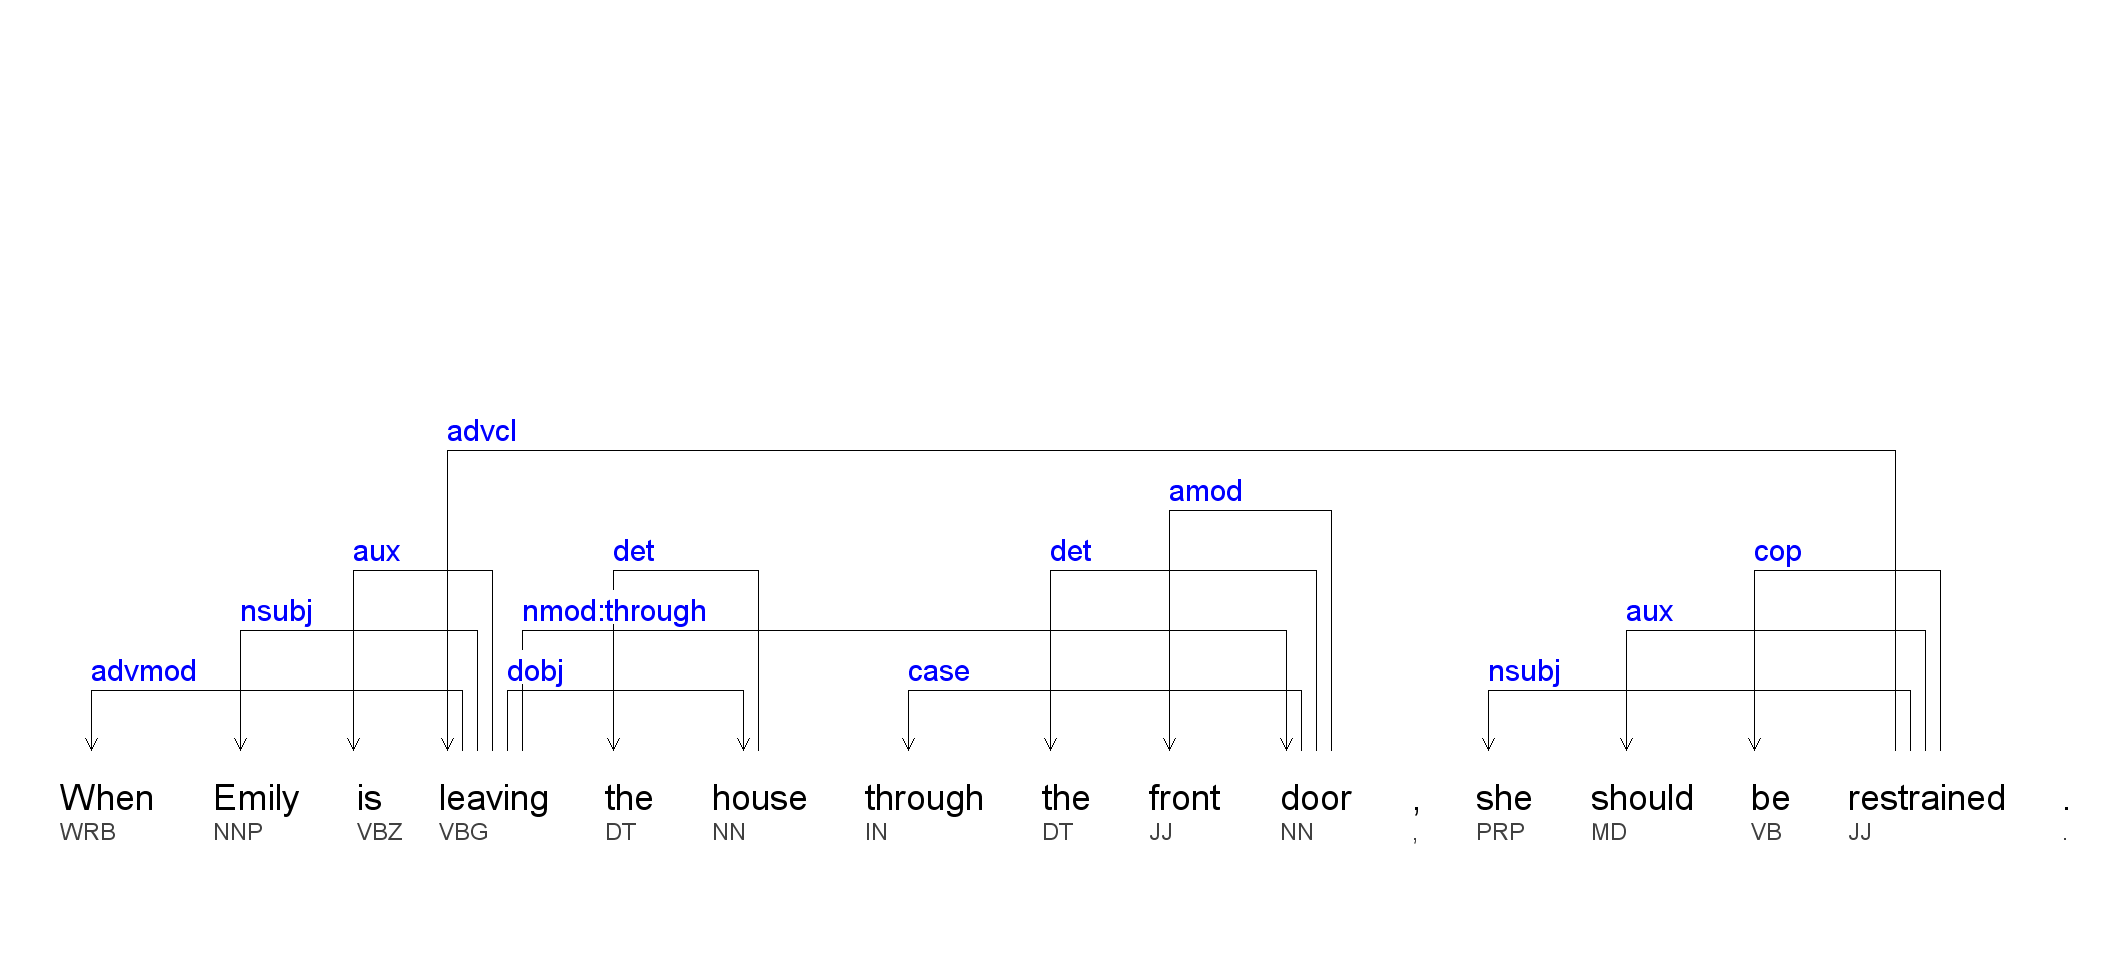 advcl
amod
aux det det cop
nsubj nmod:through aux
advmod dobj case nsubj
When Emily is leaving the house through the front door , she should be restrained .
WRB NNP VBZ VBG DT NN IN DT JJ NN , PRP MD VB JJ .